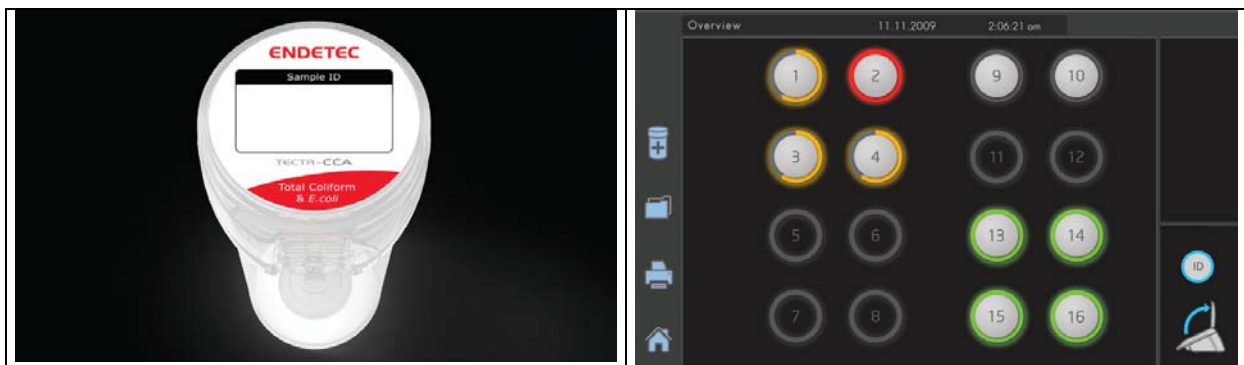 ENDETEC
Sample ID
TECTA-CCA
Total Coliform
& E.coli
Overview 11.11.2009 2:06:21 am
1 2 9 10
3 4 11 12
5 6 13 14
ID
7 8 15 16